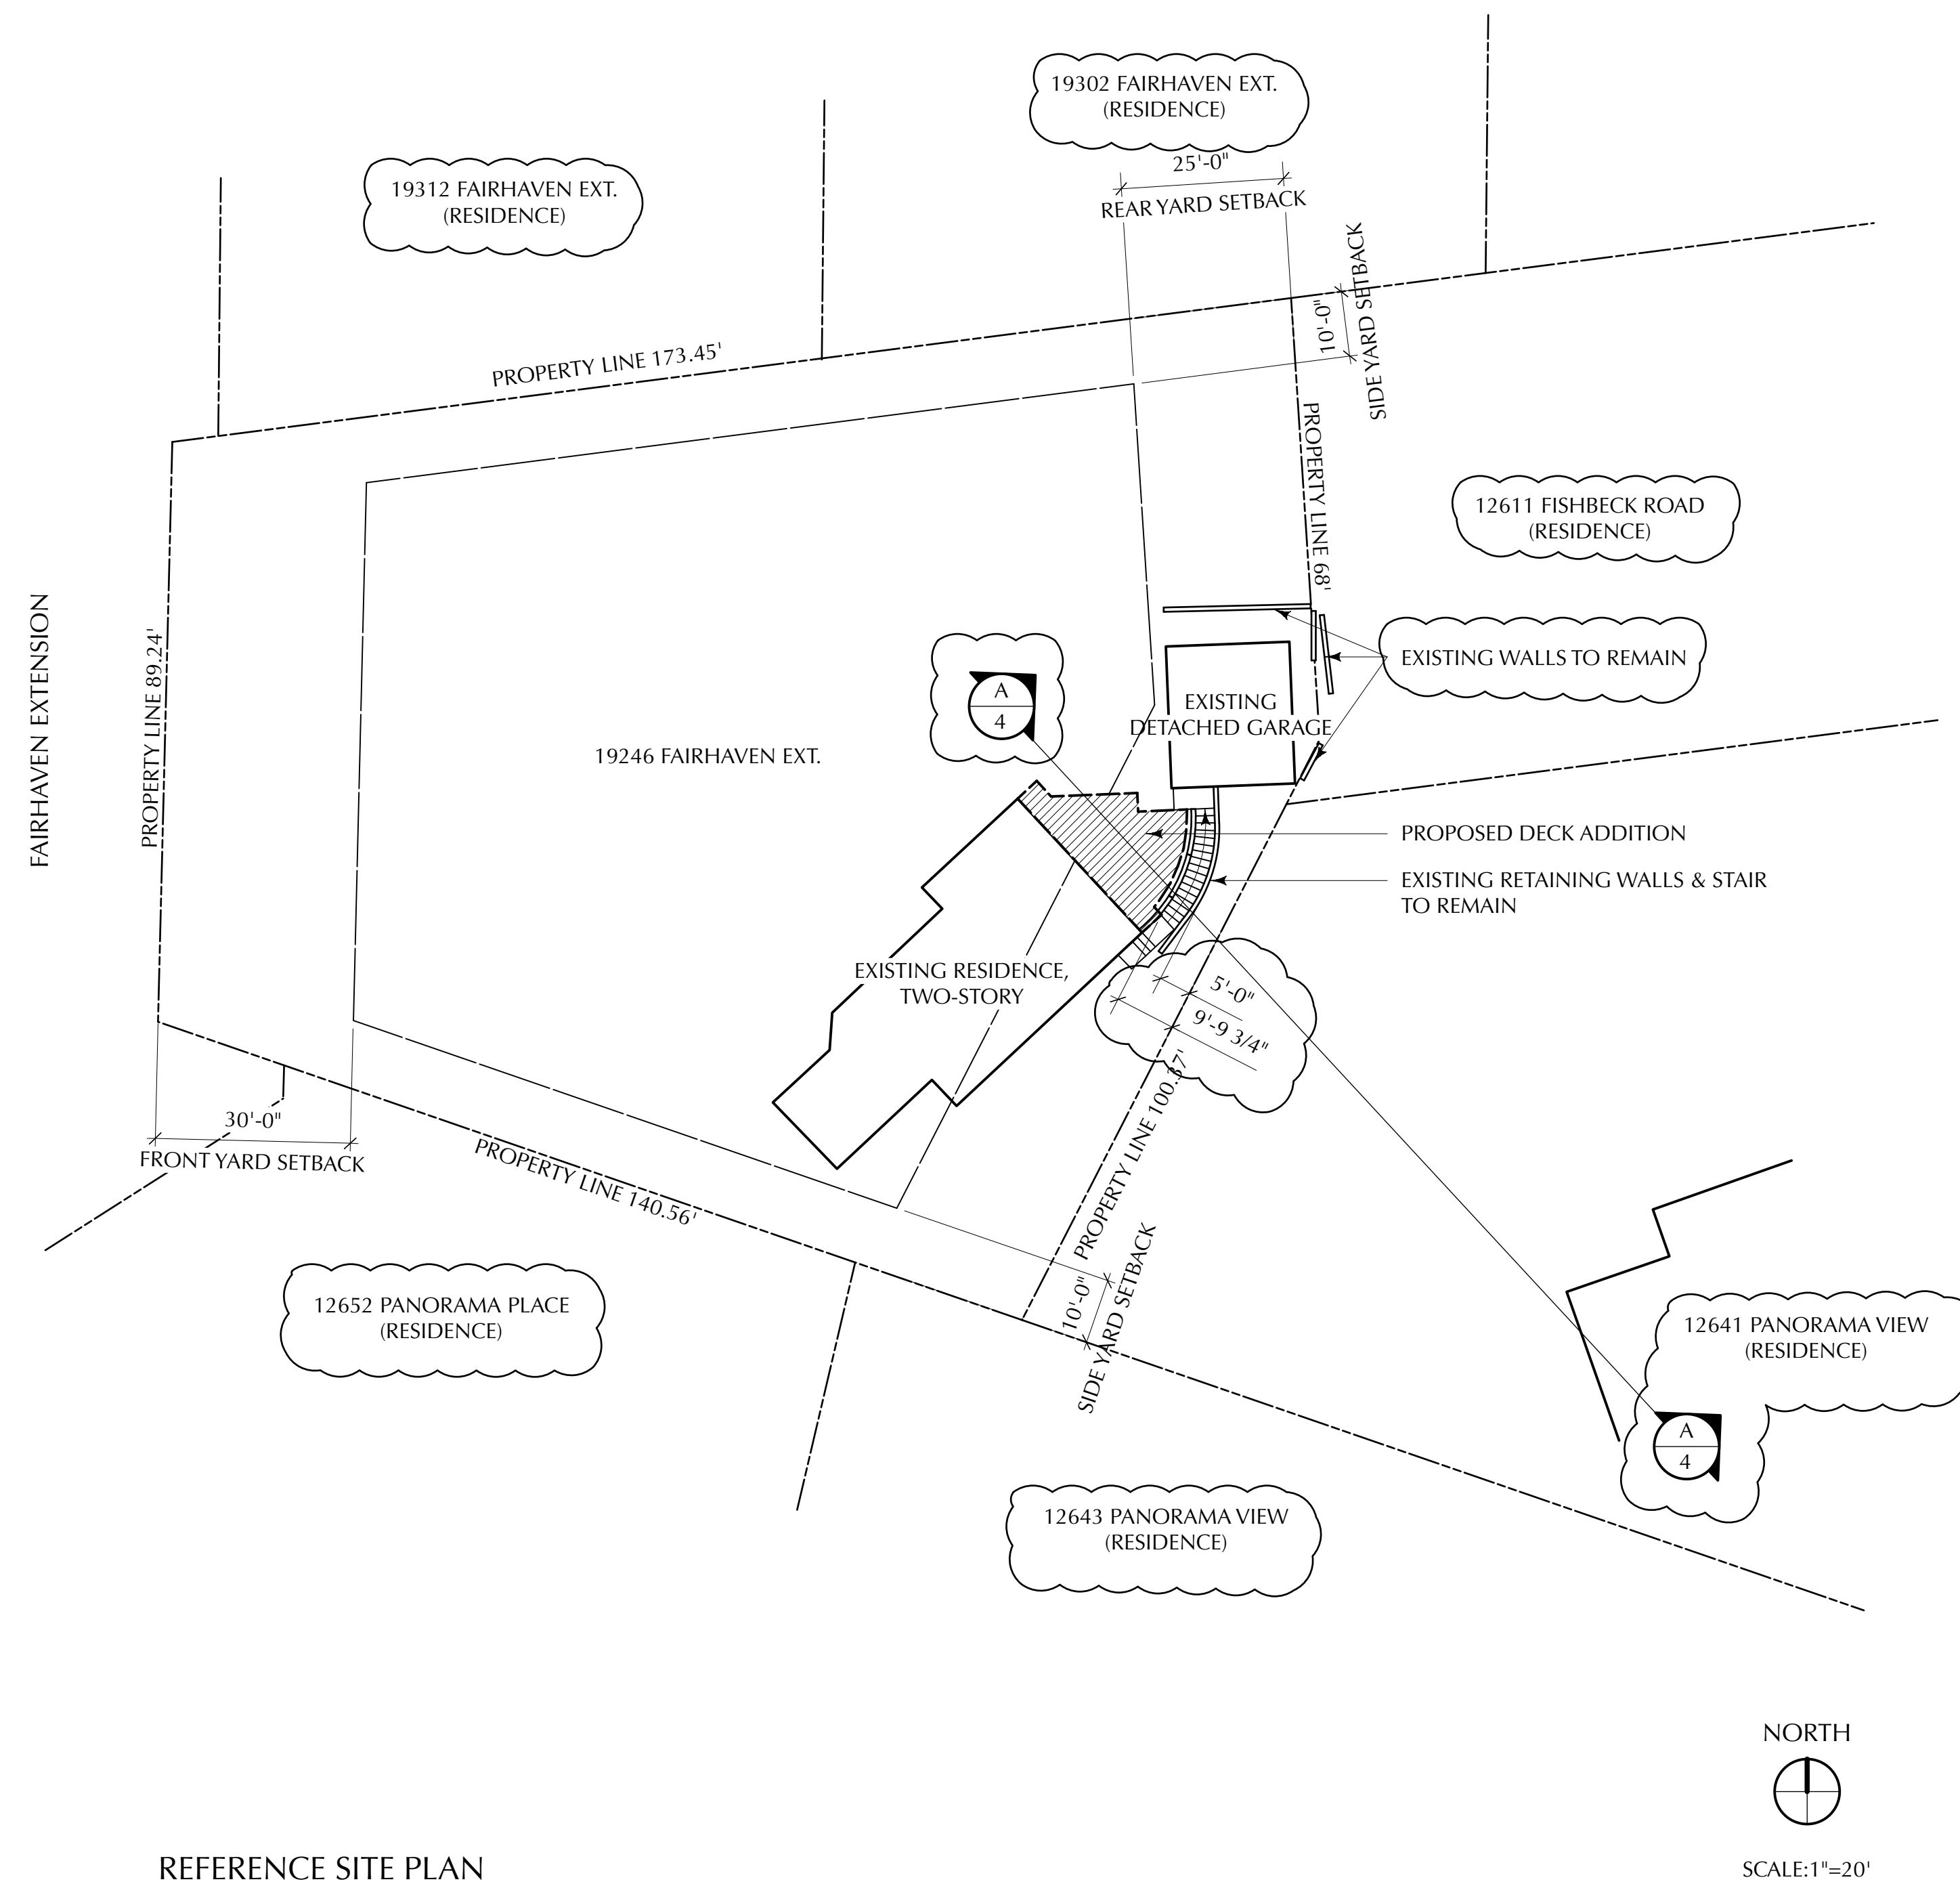 19302 FAIRHAVEN EXT.
(RESIDENCE)
25'-0"
REAR YARD SETBACK
19312 FAIRHAVEN EXT.
(RESIDENCE)
10'-0"
SIDE YARD SETBACK
PROPERTY LINE 173.45'
PROPERTY LINE 68'
12611 FISHBECK ROAD
(RESIDENCE)
FAIRHAVEN EXTENSION
PROPERTY LINE 89.24'
EXISTING WALLS TO REMAIN
A
4
EXISTING
DETACHED GARAGE
19246 FAIRHAVEN EXT.
PROPOSED DECK ADDITION
EXISTING RETAINING WALLS & STAIR
TO REMAIN
EXISTING RESIDENCE,
TWO-STORY
5'-0"
9'-9 3/4"
PROPERTY LINE 100.37'
30'-0"
FRONT YARD SETBACK
PROPERTY LINE 140.56'
10'-0"
SIDE YARD SETBACK
12652 PANORAMA PLACE
(RESIDENCE)
12641 PANORAMA VIEW
(RESIDENCE)
A
4
12643 PANORAMA VIEW
(RESIDENCE)
NORTH
REFERENCE SITE PLAN
SCALE:1"=20'